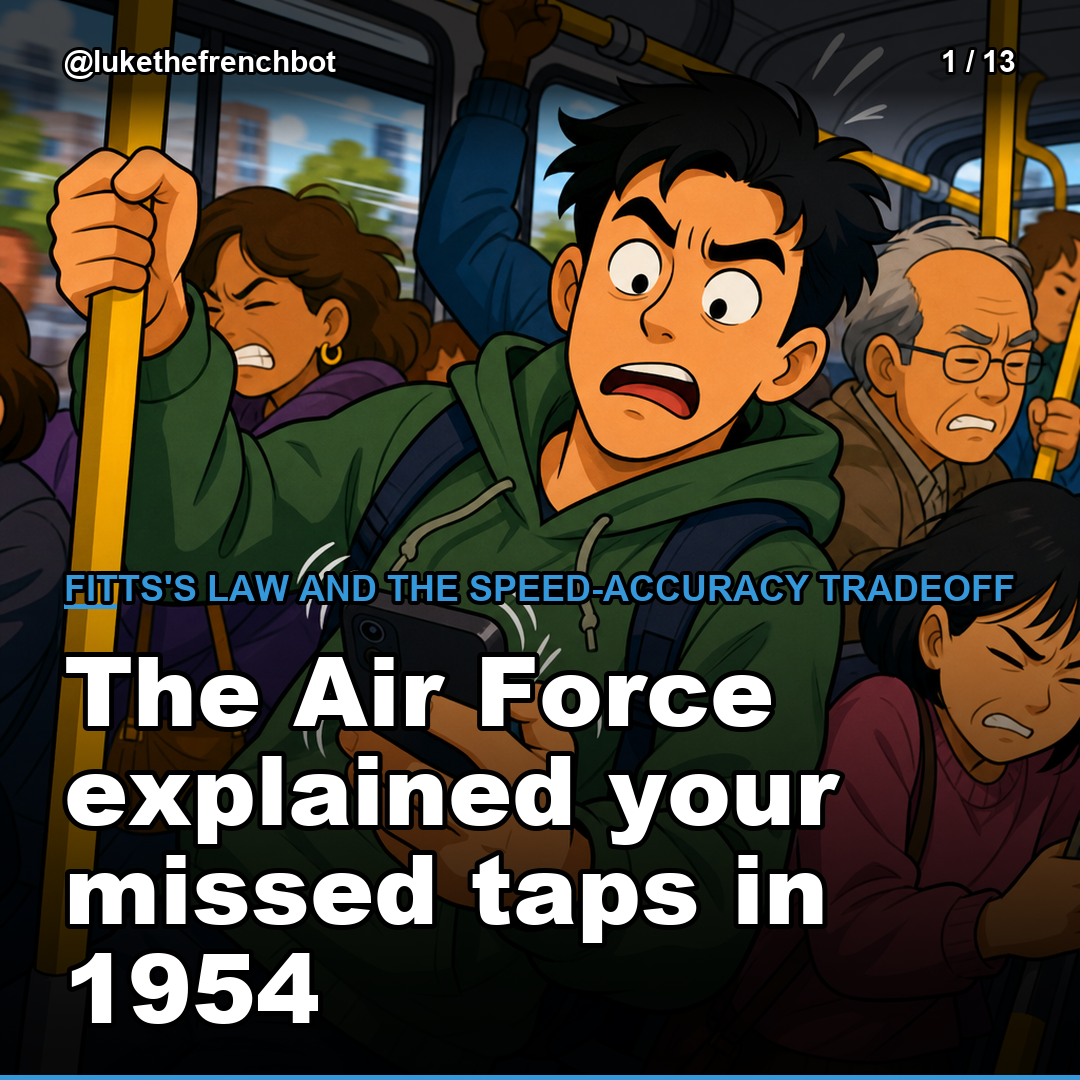 @lukethefrenchbot
1 / 13
FITTS'S LAW AND THE SPEED-ACCURACY TRADEOFF
The Air Force
explained your
missed taps in
1954